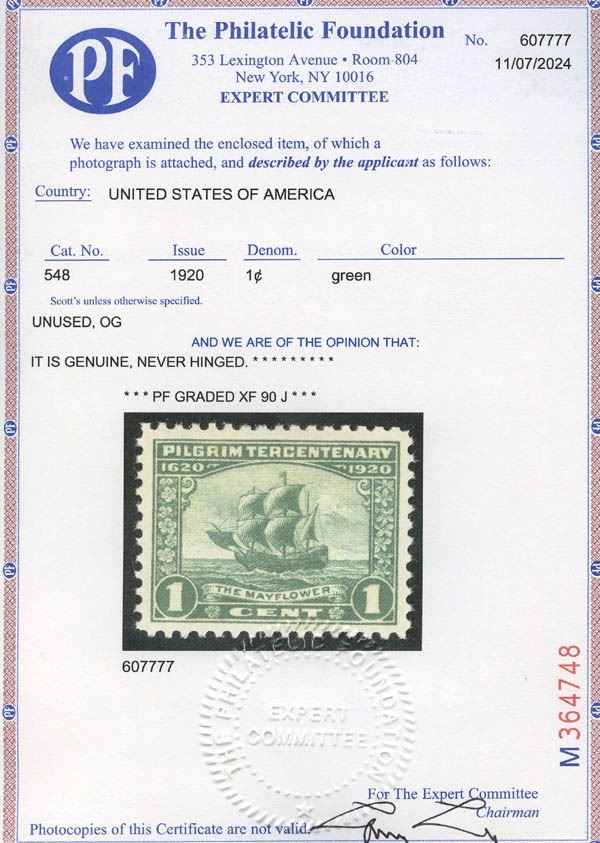 PF
The Philatelic Foundation
353 Lexington Avenue • Room 804
New York, NY 10016
EXPERT COMMITTEE
No. 607777
11/07/2024
We have examined the enclosed item, of which a
photograph is attached, and described by the applicant as follows:
Country: UNITED STATES OF AMERICA
Cat. No. Issue Denom. Color
548 1920 1¢ green
Scott's unless otherwise specified.
UNUSED, OG
AND WE ARE OF THE OPINION THAT:
IT IS GENUINE, NEVER HINGED. * * * * * * * * *
* * * PF GRADED XF 90 J * * *
PILGRIM TERCENTENARY
1620 1920
THE MAYFLOWER
1 CENT 1
607777
THE PHILATELIC FOUNDATION
EXPERT
COMMITTEE
M 364748
For The Expert Committee
Chairman
Photocopies of this Certificate are not valid.